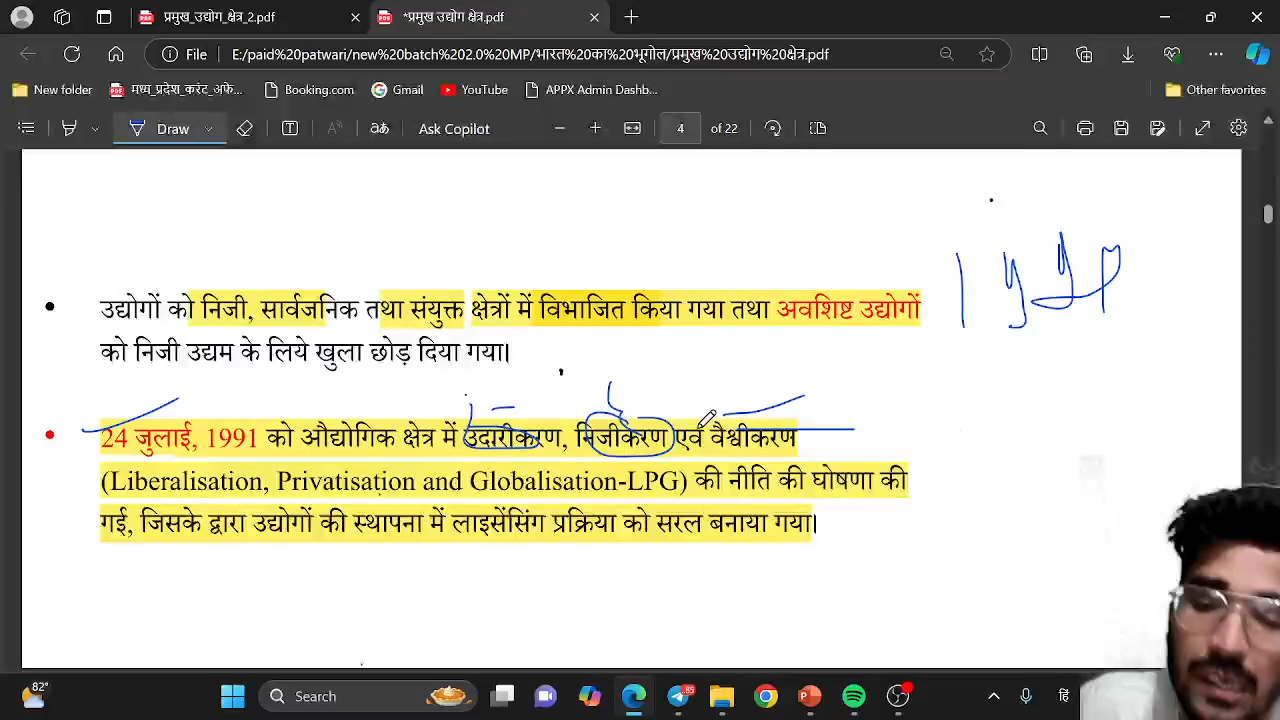 प्रमुख_उद्योग_क्षेत्र_2.pdf
*प्रमुख उद्योग क्षेत्र.pdf
File E:/paid%20patwari/new%20batch%202.0%20MP/भारत का %20भूगोल/प्रमुख%20उद्योग%20क्षेत्र.pdf
New folder मध्य_प्रदेश_करंट_अफे... Booking.com Gmail YouTube APPX Admin Dashb... Other favorites
Draw Ask Copilot 4 of 22
उद्योगों को निजी, सार्वजनिक तथा संयुक्त क्षेत्रों में विभाजित किया गया तथा अवशिष्ट उद्योगों
को निजी उद्यम के लिये खुला छोड़ दिया गया।
24 जुलाई, 1991 को औद्योगिक क्षेत्र में उदारीकरण, निजीकरण एवं वैश्वीकरण
(Liberalisation, Privatisation and Globalisation-LPG) की नीति की घोषणा की
गई, जिसके द्वारा उद्योगों की स्थापना में लाइसेंसिंग प्रक्रिया को सरल बनाया गया।
82° Search 85 हिं